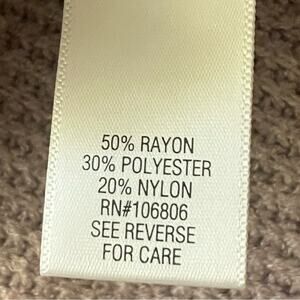 50% RAYON
30% POLYESTER
20% NYLON
RN#106806
SEE REVERSE
FOR CARE